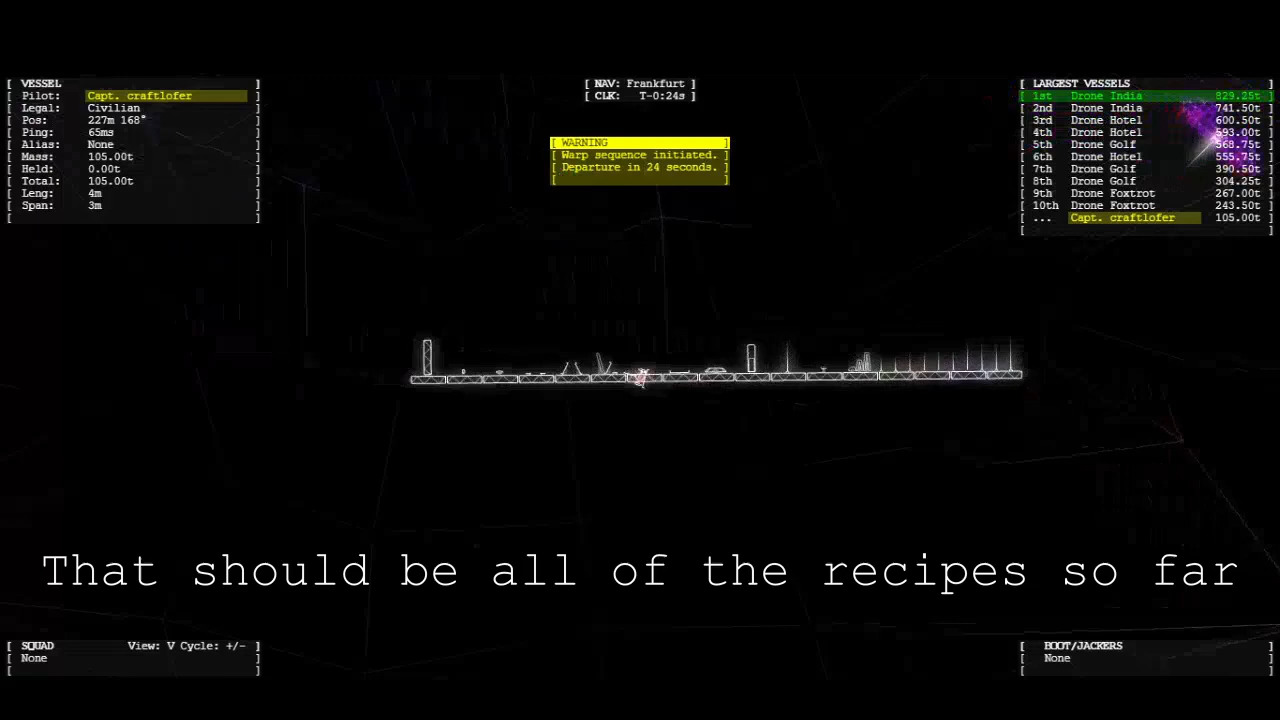 [ VESSEL ]
[ Pilot: Capt. craftlofer ]
[ Legal: Civilian ]
[ Pos: 227m 168° ]
[ Ping: 65ms ]
[ Alias: None ]
[ Mass: 105.00t ]
[ Held: 0.00t ]
[ Total: 105.00t ]
[ Leng: 4m ]
[ Span: 3m ]
[ ]
[ NAV: Frankfurt ]
[ CLK: T-0:24s ]
[ WARNING ]
[ Warp sequence initiated. ]
[ Departure in 24 seconds. ]
[ ]
[ LARGEST VESSELS ]
[ 1st Drone India 829.25t ]
[ 2nd Drone India 741.50t ]
[ 3rd Drone Hotel 600.50t ]
[ 4th Drone Hotel 593.00t ]
[ 5th Drone Golf 568.75t ]
[ 6th Drone Hotel 555.75t ]
[ 7th Drone Golf 390.50t ]
[ 8th Drone Golf 304.25t ]
[ 9th Drone Foxtrot 267.00t ]
[ 10th Drone Foxtrot 243.50t ]
[ ... Capt. craftlofer 105.00t ]
[ ]
That should be all of the recipes so far
[ SQUAD View: V Cycle: +/- ]
[ None ]
[ ]
[ BOOT/JACKERS ]
[ None ]
[ ]